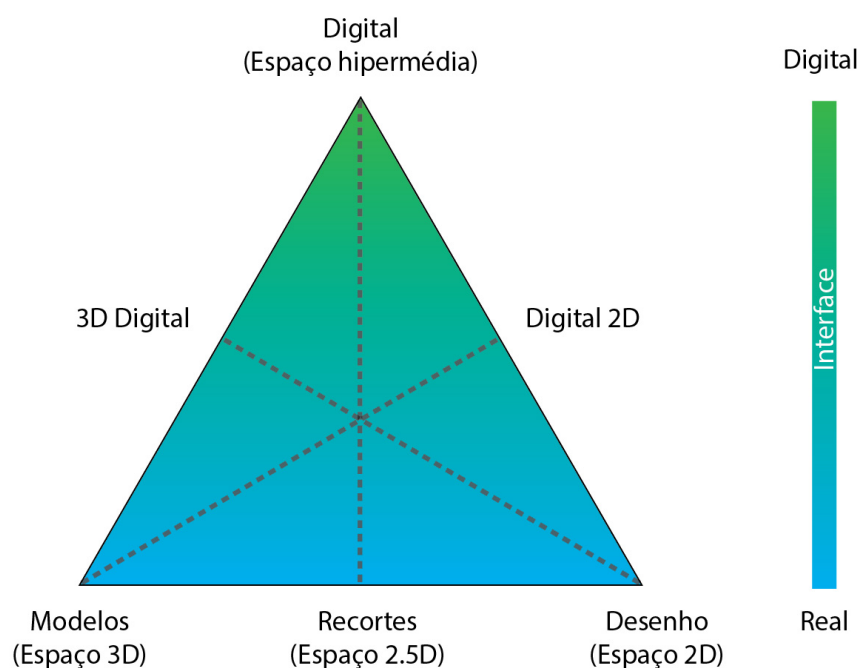 Digital
(Espaço hipermédia)
Digital
3D Digital
Digital 2D
Interface
Modelos
(Espaço 3D)
Recortes
(Espaço 2.5D)
Desenho
(Espaço 2D)
Real